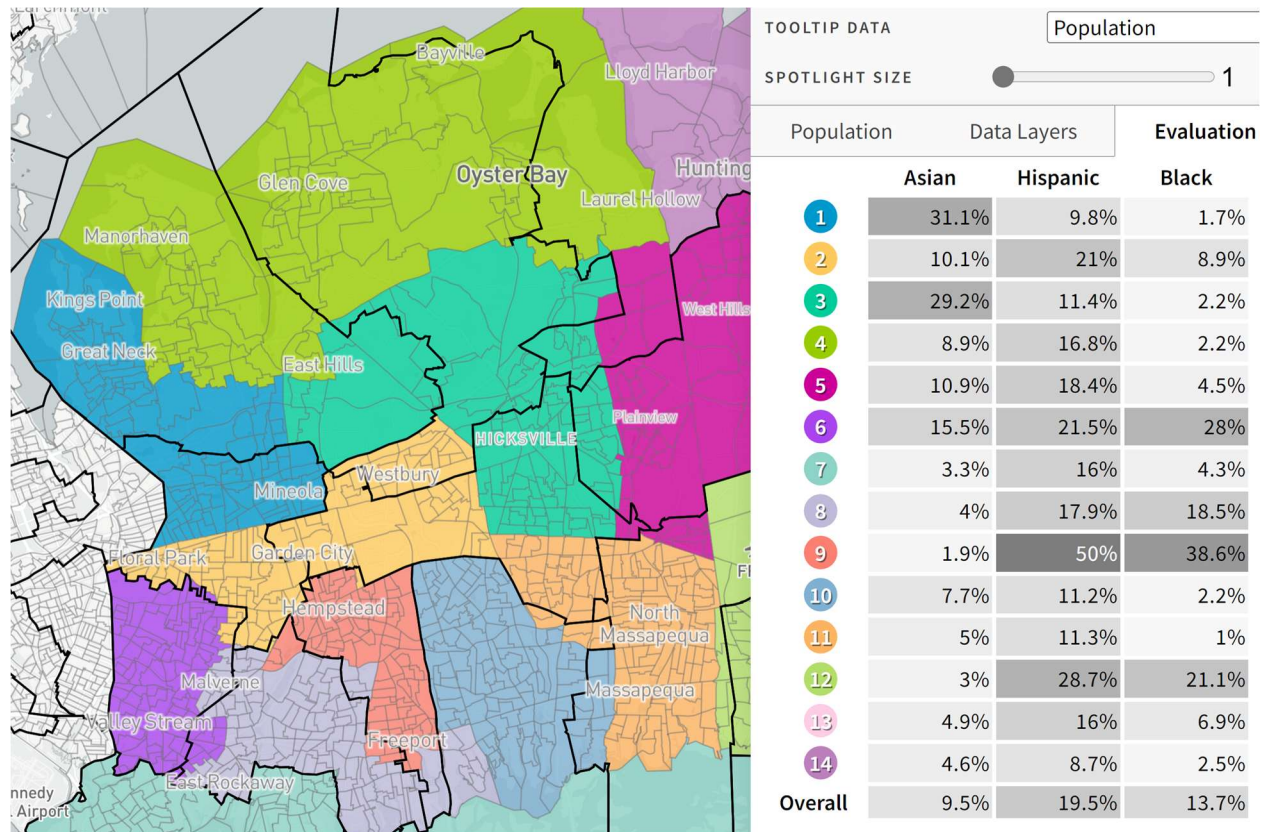 Larchmont
Bayville
Lloyd Harbor
Oyster Bay
Hunting
Glen Cove
Laurel Hollow
Manorhaven
Kings Point
West Hills
Great Neck
East Hills
Plainview
HICKSVILLE
Westbury
Mineola
Floral Park
Garden City
Hempstead
North
Massapequa
Malverne
Massapequa
Valley Stream
Freeport
East Rockaway
nnedy
Airport
TOOLTIP DATA Population
SPOTLIGHT SIZE 1
Population Data Layers Evaluation
Asian Hispanic Black
1 31.1% 9.8% 1.7%
2 10.1% 21% 8.9%
3 29.2% 11.4% 2.2%
4 8.9% 16.8% 2.2%
5 10.9% 18.4% 4.5%
6 15.5% 21.5% 28%
7 3.3% 16% 4.3%
8 4% 17.9% 18.5%
9 1.9% 50% 38.6%
10 7.7% 11.2% 2.2%
11 5% 11.3% 1%
12 3% 28.7% 21.1%
13 4.9% 16% 6.9%
14 4.6% 8.7% 2.5%
Overall 9.5% 19.5% 13.7%